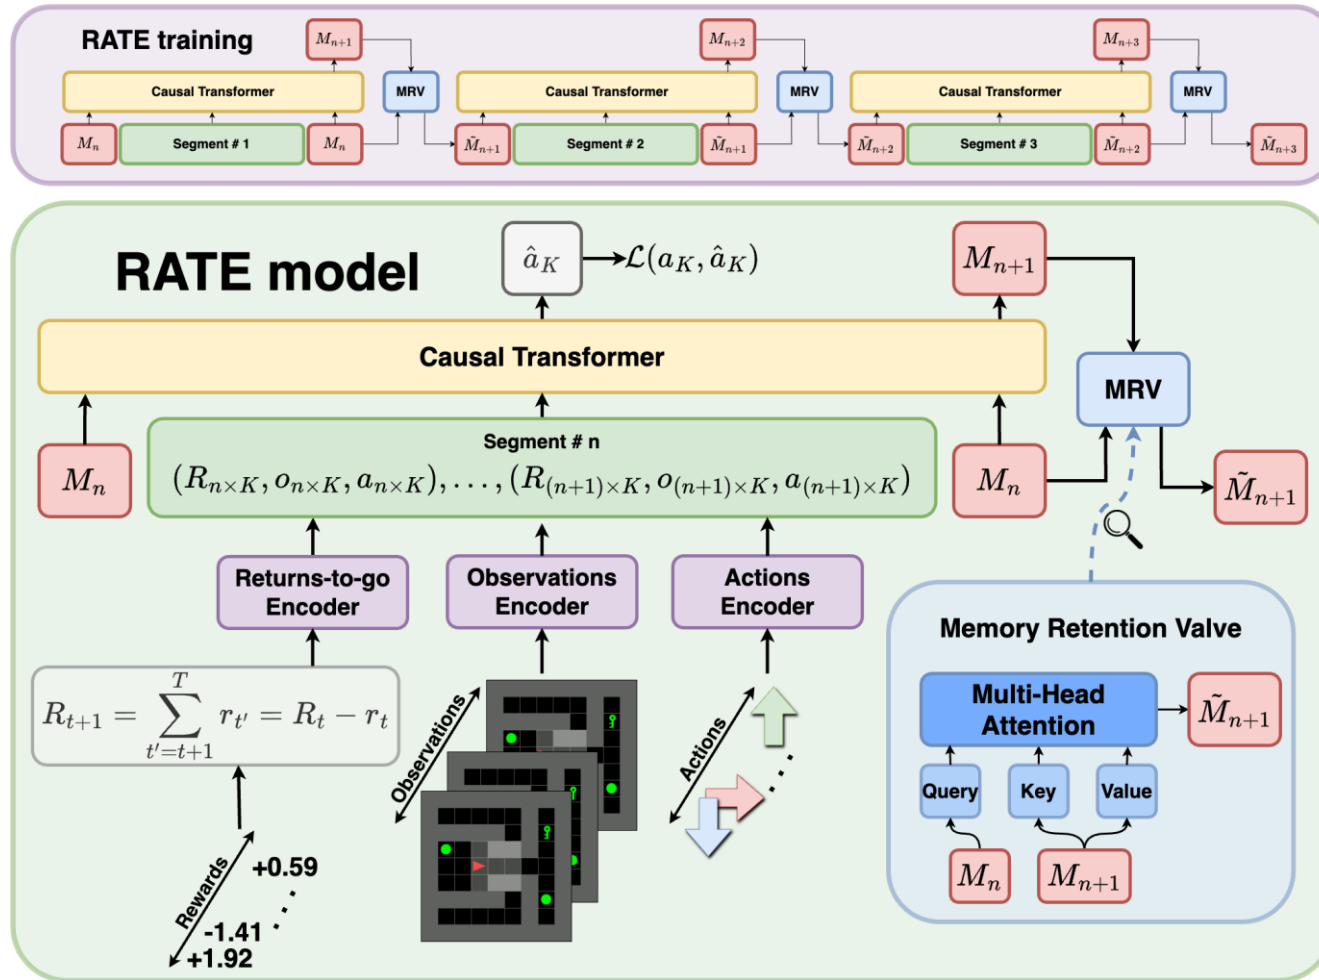 RATE training
M_{n+1}
M_{n+2}
M_{n+3}
Causal Transformer
MRV
Causal Transformer
MRV
Causal Transformer
MRV
M_n
Segment # 1
M_n
M̃_{n+1}
Segment # 2
M̃_{n+1}
M̃_{n+2}
Segment # 3
M̃_{n+2}
M̃_{n+3}
RATE model
â_K
ℒ(a_K, â_K)
M_{n+1}
Causal Transformer
MRV
M_n
Segment # n
(R_{n×K}, o_{n×K}, a_{n×K}), . . . , (R_{(n+1)×K}, o_{(n+1)×K}, a_{(n+1)×K})
M_n
M̃_{n+1}
Returns-to-go
Encoder
Observations
Encoder
Actions
Encoder
R_{t+1} = \sum_{t'=t+1}^{T} r_{t'} = R_t − r_t
Observations
Actions
Rewards
+0.59
-1.41
+1.92
Memory Retention Valve
Multi-Head
Attention
M̃_{n+1}
Query
Key
Value
M_n
M_{n+1}